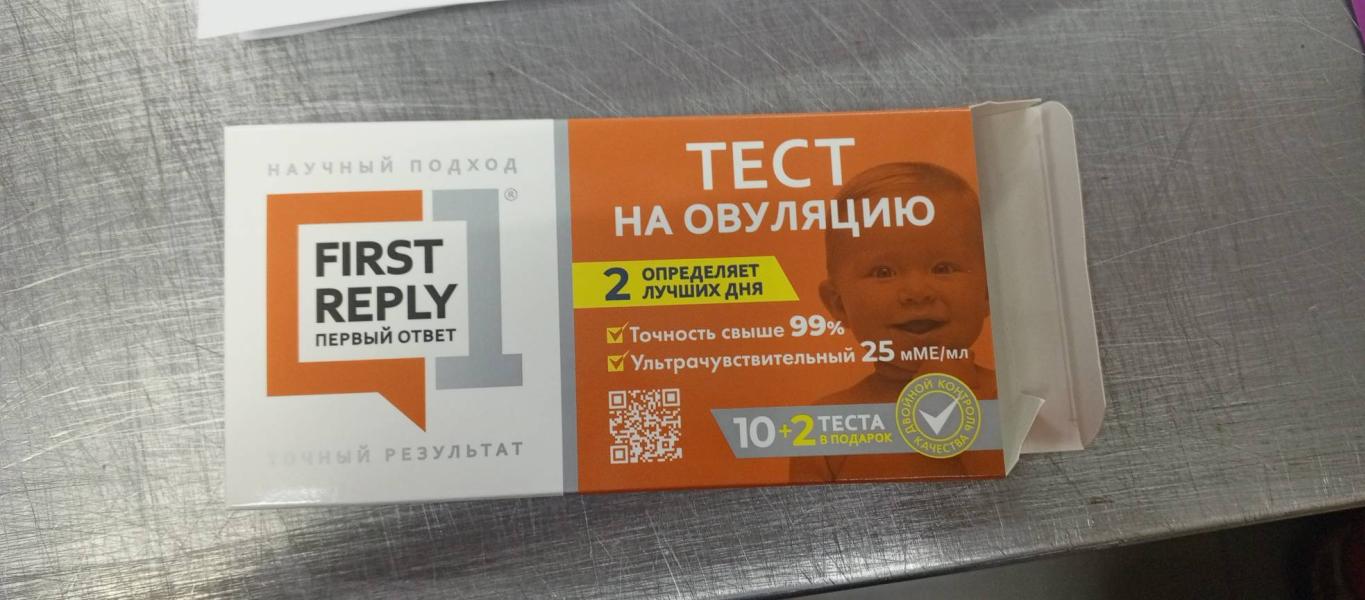 НАУЧНЫЙ ПОДХОД
®
FIRST
REPLY
ПЕРВЫЙ ОТВЕТ
ТОЧНЫЙ РЕЗУЛЬТАТ
ТЕСТ
НА ОВУЛЯЦИЮ
2 ОПРЕДЕЛЯЕТ
ЛУЧШИХ ДНЯ
Точность свыше 99%
Ультрачувствительный 25 мМЕ/мл
10+2 ТЕСТА
В ПОДАРОК
ДВОЙНОЙ КОНТРОЛЬ
КАЧЕСТВА